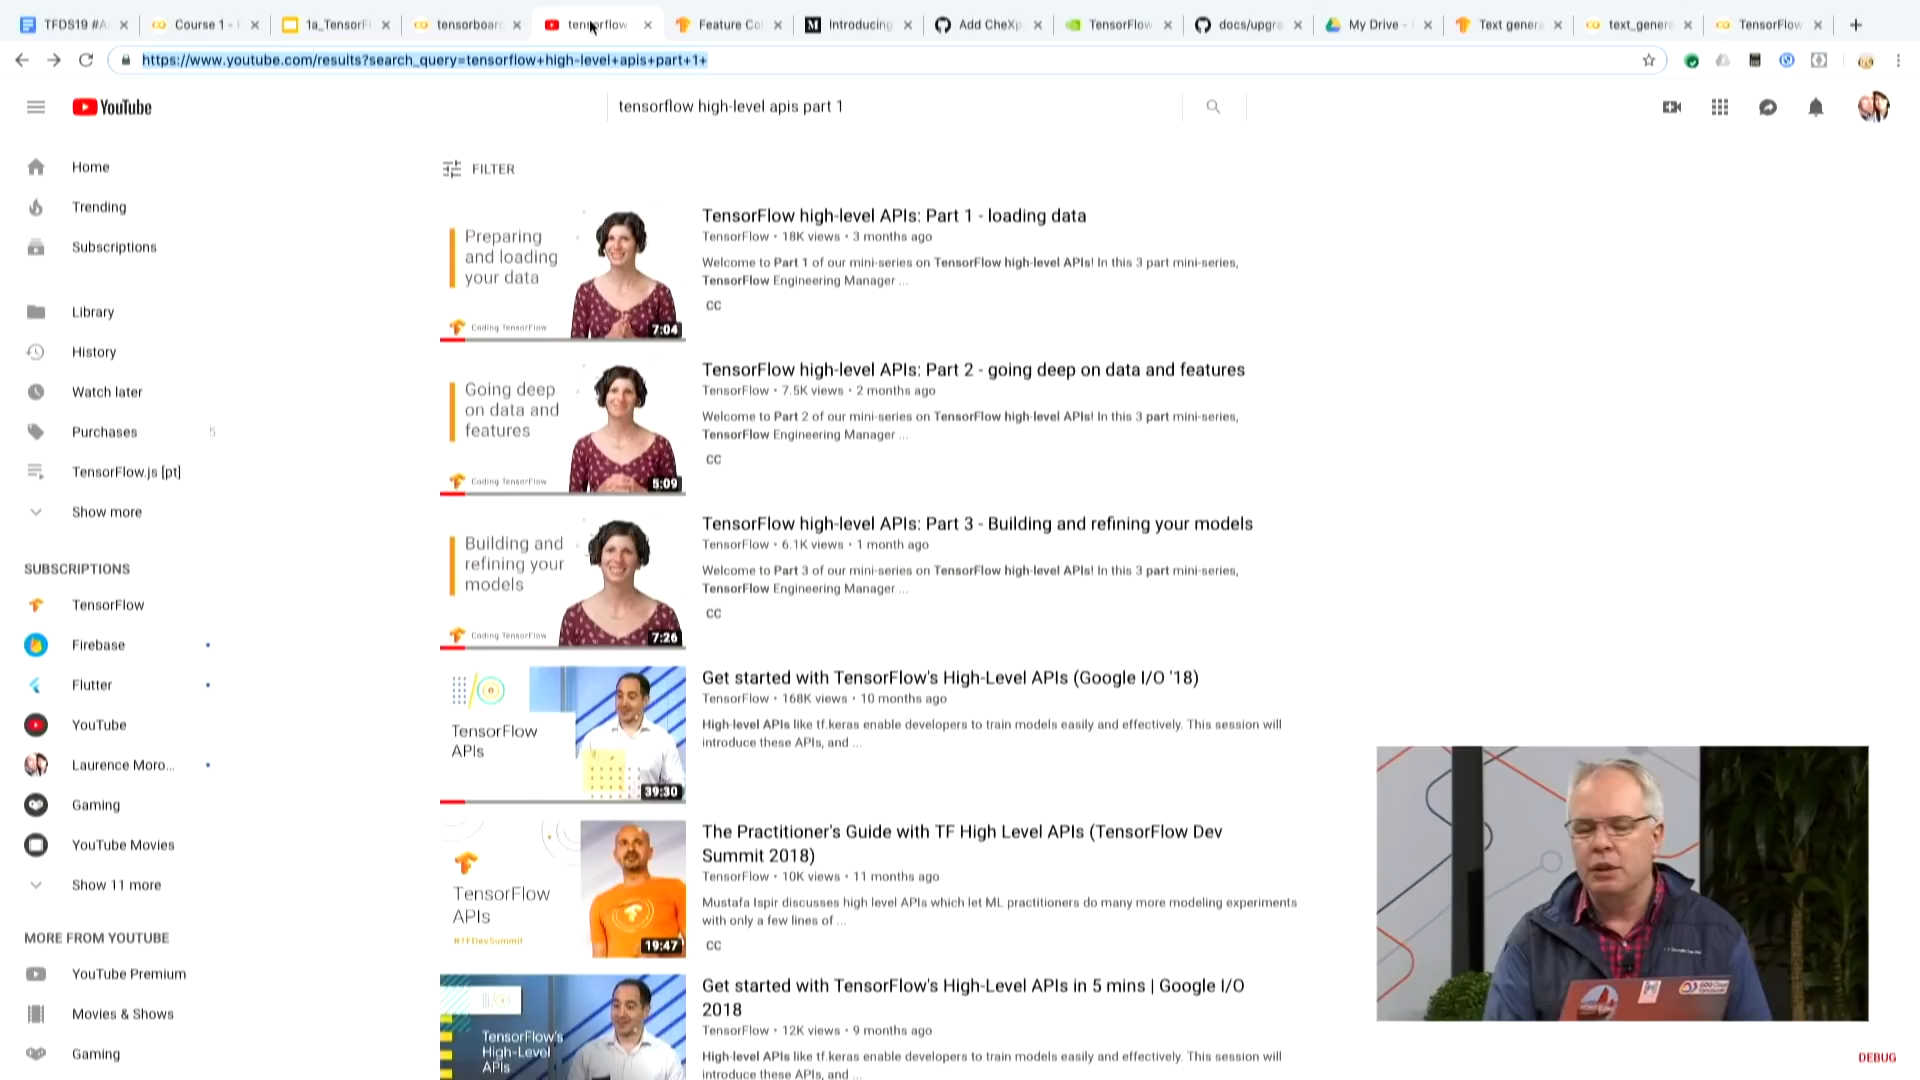 TFDS19 #A
Course 1 -
1a_TensorF
tensorboar
tensorflow
Feature Co
Introducing
Add CheXp
TensorFlow
docs/upgr
My Drive -
Text gener
text_gener
TensorFlow
https://www.youtube.com/results?search_query=tensorflow+high-level+apis+part+1+
YouTube
tensorflow high-level apis part 1
Home
Trending
Subscriptions
Library
History
Watch later
Purchases 5
TensorFlow.js [pt]
Show more
SUBSCRIPTIONS
TensorFlow
Firebase
Flutter
YouTube
Laurence Moro...
Gaming
YouTube Movies
Show 11 more
MORE FROM YOUTUBE
YouTube Premium
Movies & Shows
Gaming
FILTER
Preparing
and loading
your data
Coding TensorFlow
7:04
TensorFlow high-level APIs: Part 1 - loading data
TensorFlow • 18K views • 3 months ago
Welcome to Part 1 of our mini-series on TensorFlow high-level APIs! In this 3 part mini-series,
TensorFlow Engineering Manager ...
CC
Going deep
on data and
features
Coding TensorFlow
5:09
TensorFlow high-level APIs: Part 2 - going deep on data and features
TensorFlow • 7.5K views • 2 months ago
Welcome to Part 2 of our mini-series on TensorFlow high-level APIs! In this 3 part mini-series,
TensorFlow Engineering Manager ...
CC
Building and
refining your
models
Coding TensorFlow
7:26
TensorFlow high-level APIs: Part 3 - Building and refining your models
TensorFlow • 6.1K views • 1 month ago
Welcome to Part 3 of our mini-series on TensorFlow high-level APIs! In this 3 part mini-series,
TensorFlow Engineering Manager ...
CC
TensorFlow
APIs
39:30
Get started with TensorFlow's High-Level APIs (Google I/O '18)
TensorFlow • 168K views • 10 months ago
High-level APIs like tf.keras enable developers to train models easily and effectively. This session will
introduce these APIs, and ...
TensorFlow
APIs
#TFDevSummit
19:47
The Practitioner's Guide with TF High Level APIs (TensorFlow Dev
Summit 2018)
TensorFlow • 10K views • 11 months ago
Mustafa Ispir discusses high level APIs which let ML practitioners do many more modeling experiments
with only a few lines of ...
CC
TensorFlow's
High-Level
APIs
Get started with TensorFlow's High-Level APIs in 5 mins | Google I/O
2018
TensorFlow • 12K views • 9 months ago
High-level APIs like tf.keras enable developers to train models easily and effectively. This session will
introduce these APIs, and ...
DEBUG